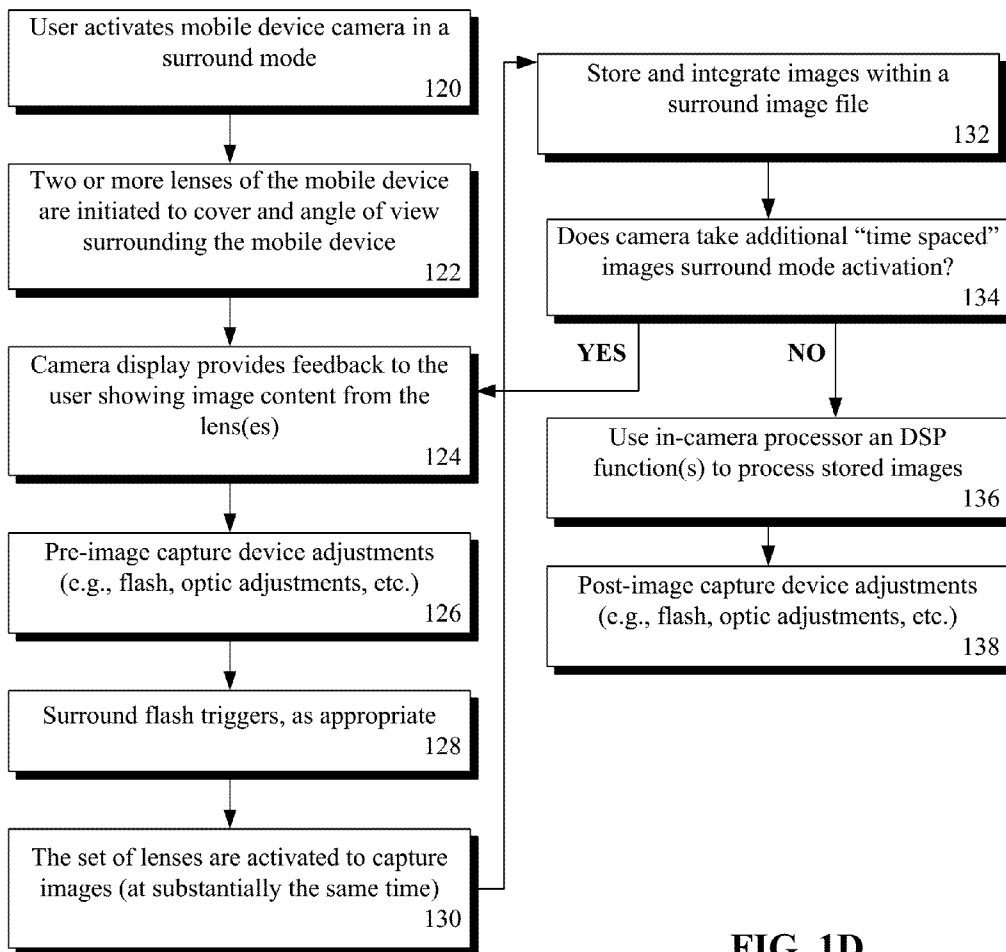 User activates mobile device camera in a
surround mode
120
Two or more lenses of the mobile device
are initiated to cover and angle of view
surrounding the mobile device
122
Camera display provides feedback to the
user showing image content from the
lens(es)
124
Pre-image capture device adjustments
(e.g., flash, optic adjustments, etc.)
126
Surround flash triggers, as appropriate
128
The set of lenses are activated to capture
images (at substantially the same time)
130
Store and integrate images within a
surround image file
132
Does camera take additional “time spaced”
images surround mode activation?
134
YES
NO
Use in-camera processor an DSP
function(s) to process stored images
136
Post-image capture device adjustments
(e.g., flash, optic adjustments, etc.)
138
FIG. 1D